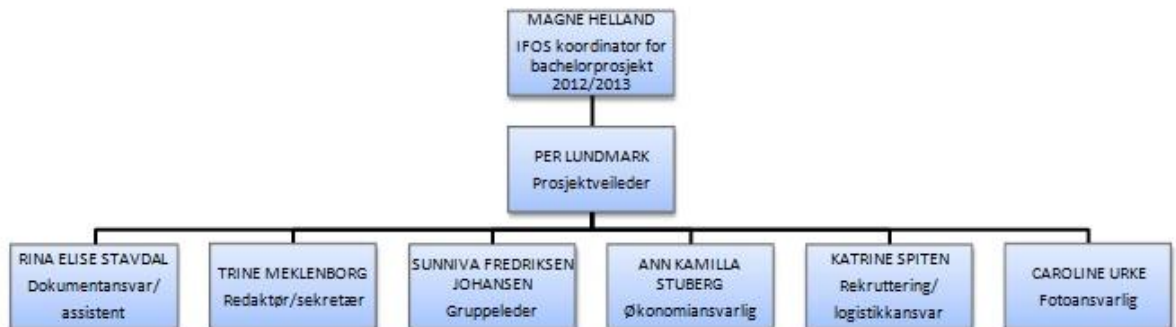 MAGNE HELLAND
IFOS koordinator for
bachelorprosjekt
2012/2013
PER LUNDMARK
Prosjektveileder
RINA ELISE STAVDAL
Dokumentansvar/
assistent
TRINE MEKLENBORG
Redaktør/sekretær
SUNNIVA FREDRIKSEN
JOHANSEN
Gruppeleder
ANN KAMILLA
STUBERG
Økonomiansvarlig
KATRINE SPITEN
Rekruttering/
logistikkansvar
CAROLINE URKE
Fotoansvarlig